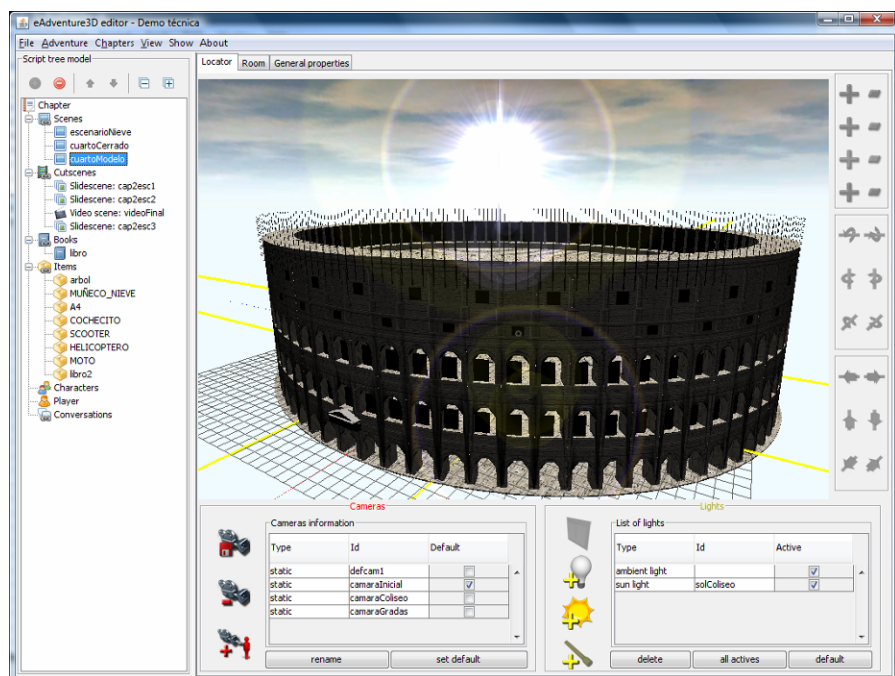 eAdventure3D editor - Demo técnica
File Adventure Chapters View Show About
Script tree model
Locator Room General properties
Chapter
Scenes
escenarioNieve
cuartoCerrado
cuartoModelo
Cutscenes
Slidescene: cap2esc1
Slidescene: cap2esc2
Video scene: videoFinal
Slidescene: cap2esc3
Books
libro
Items
arbol
MUÑECO_NIEVE
A4
COCHECITO
SCOOTER
HELICOPTERO
MOTO
libro2
Characters
Player
Conversations
Cameras
Cameras information
Type Id Default
static defcam1
static camaraInicial
static camaraColiseo
static camaraGradas
rename set default
Lights
List of lights
Type Id Active
ambient light
sun light solColiseo
delete all actives default